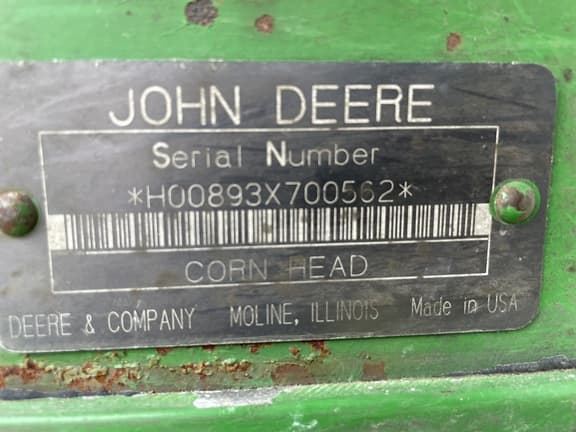 JOHN DEERE
Serial Number
*H00893X700562*
CORN HEAD
DEERE & COMPANY MOLINE, ILLINOIS Made in USA